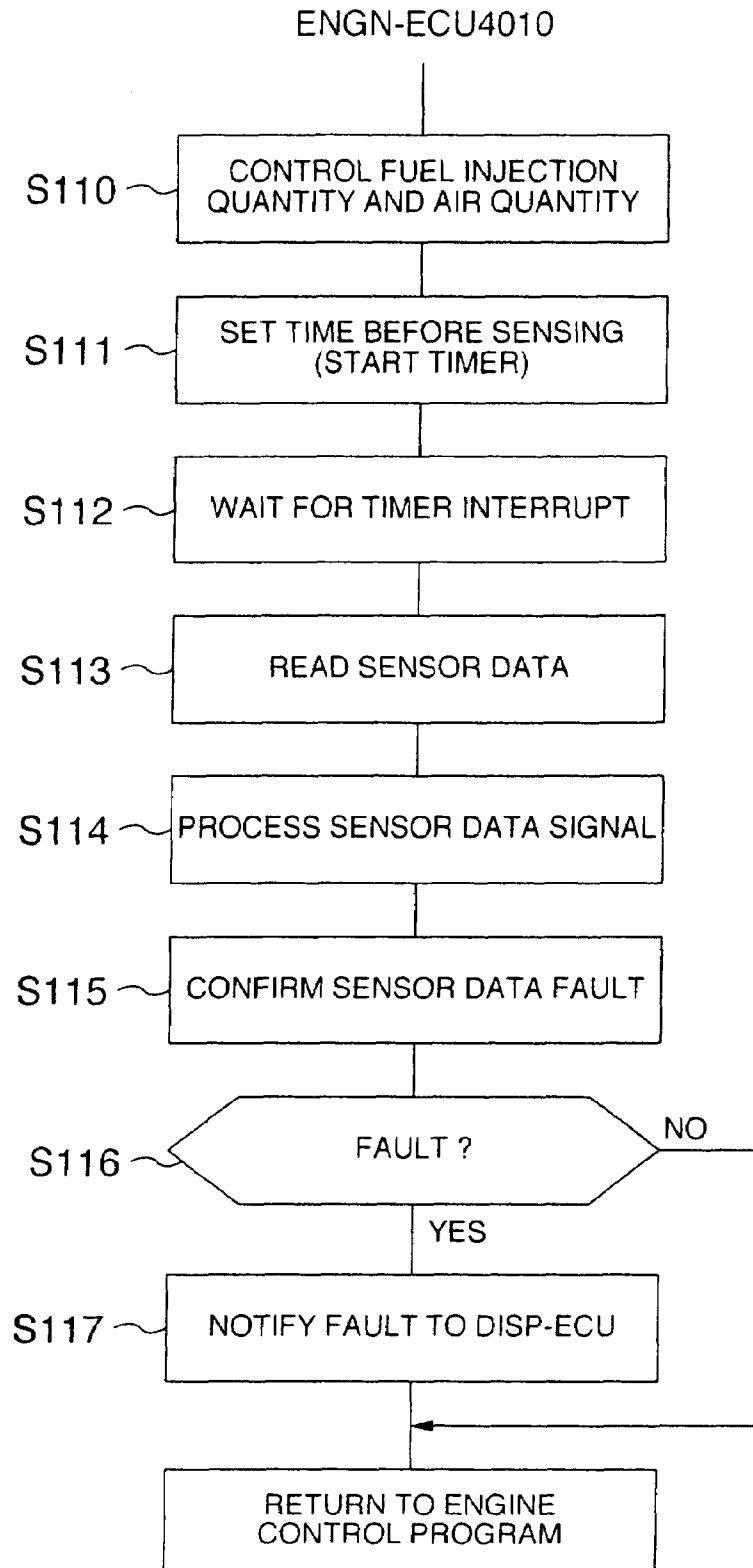 ENGN-ECU4010
S110
CONTROL FUEL INJECTION
QUANTITY AND AIR QUANTITY
S111
SET TIME BEFORE SENSING
(START TIMER)
S112
WAIT FOR TIMER INTERRUPT
S113
READ SENSOR DATA
S114
PROCESS SENSOR DATA SIGNAL
S115
CONFIRM SENSOR DATA FAULT
S116
FAULT ?
NO
YES
S117
NOTIFY FAULT TO DISP-ECU
RETURN TO ENGINE
CONTROL PROGRAM